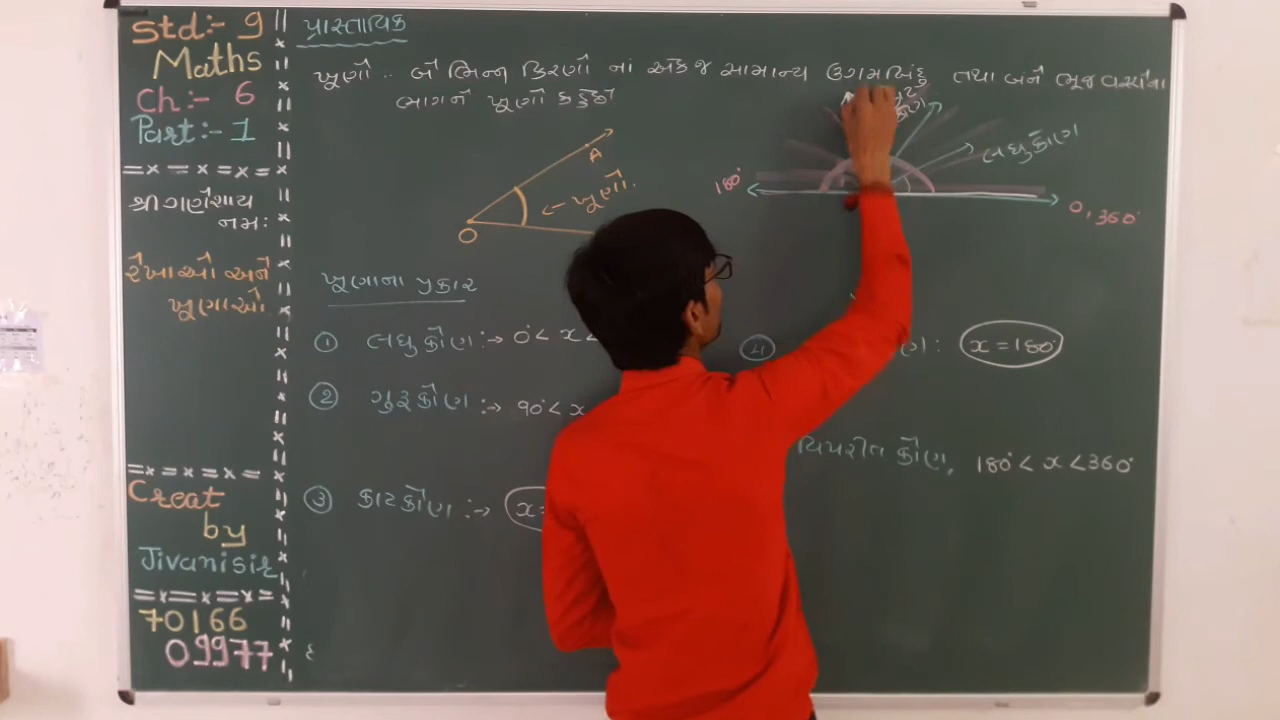 std:- 9
Maths
Ch:- 6
Part:- 1
શ્રી ગણેશાય
નમઃ
રેખાઓ અને
ખૂણાઓ
Creat
by
Jivanisir
70166
09977
પ્રાસ્તાવિક
ખૂણો .. બે ભિન્ન કિરણો નાં એકજ સામાન્ય ઉગમબિંદુ તથા બંને ભૂજ વચ્ચેના
ભાગને ખૂણો કહે
A
<- ખૂણો.
O
180°
લઘુકોણ
0, 360°
ખૂણાના પ્રકાર
① લઘુકોણ :→ 0° < x <
② ગુરૂકોણ :→ 90° < x
③ કાટકોણ :→ x =
x = 180°
વિપરીત કોણ, 180° < x < 360°